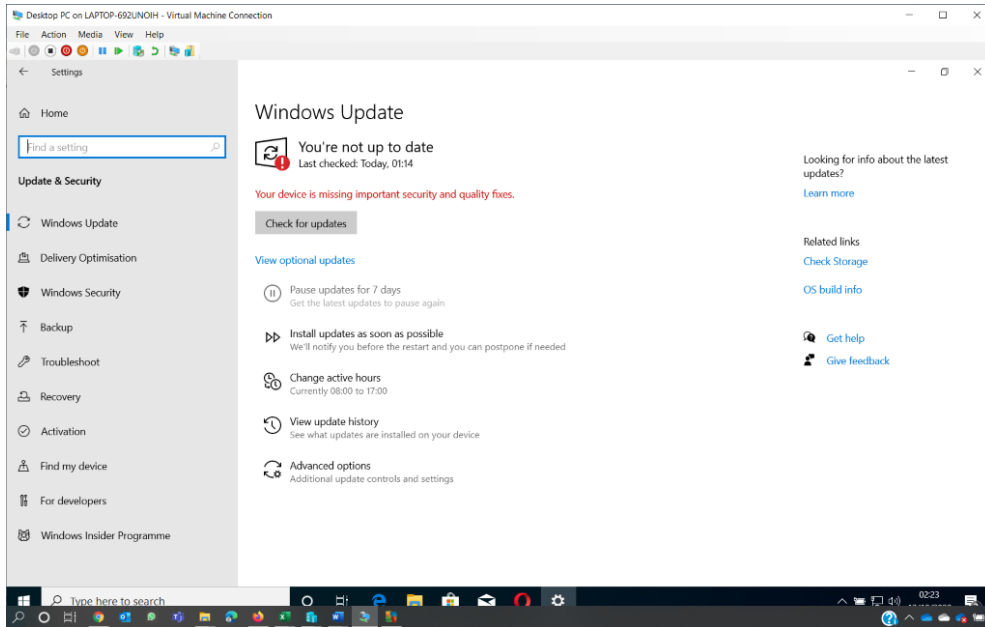 Desktop PC on LAPTOP-692UNOIH - Virtual Machine Connection
File Action Media View Help
Settings
Home
Find a setting
Update & Security
Windows Update
Delivery Optimisation
Windows Security
Backup
Troubleshoot
Recovery
Activation
Find my device
For developers
Windows Insider Programme
Windows Update
You're not up to date
Last checked: Today, 01:14
Your device is missing important security and quality fixes.
Check for updates
View optional updates
Pause updates for 7 days
Get the latest updates to pause again
Install updates as soon as possible
We'll notify you before the restart and you can postpone if needed
Change active hours
Currently 08:00 to 17:00
View update history
See what updates are installed on your device
Advanced options
Additional update controls and settings
Looking for info about the latest
updates?
Learn more
Related links
Check Storage
OS build info
Get help
Give feedback
Type here to search
02:23